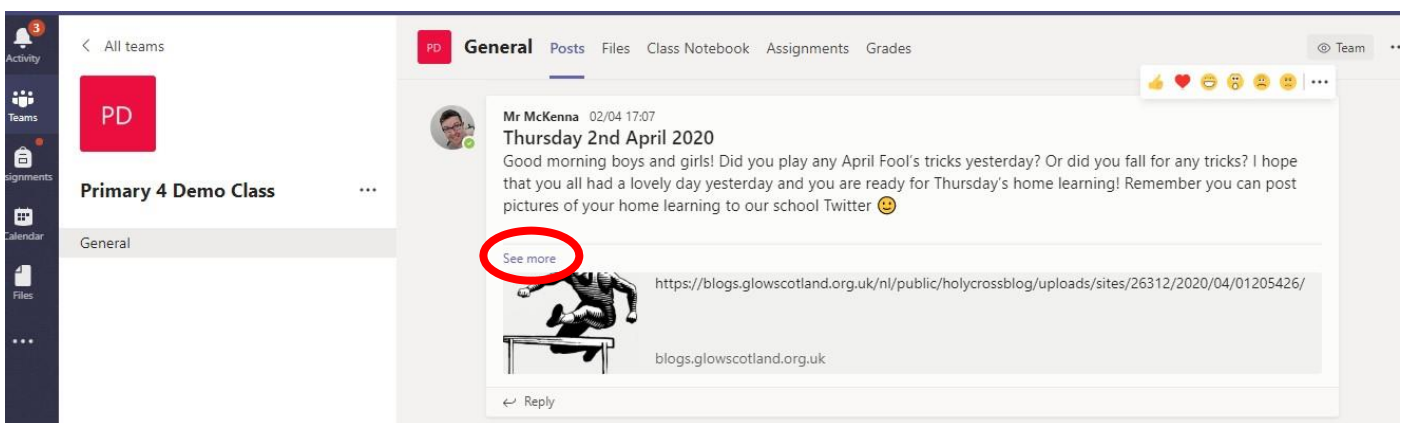 3
Activity
Teams
signments
Calendar
Files
All teams
PD
Primary 4 Demo Class
General
PD General Posts Files Class Notebook Assignments Grades
Team
Mr McKenna 02/04 17:07
Thursday 2nd April 2020
Good morning boys and girls! Did you play any April Fool's tricks yesterday? Or did you fall for any tricks? I hope
that you all had a lovely day yesterday and you are ready for Thursday's home learning! Remember you can post
pictures of your home learning to our school Twitter
See more
https://blogs.glowscotland.org.uk/nl/public/holycrossblog/uploads/sites/26312/2020/04/01205426/
blogs.glowscotland.org.uk
Reply